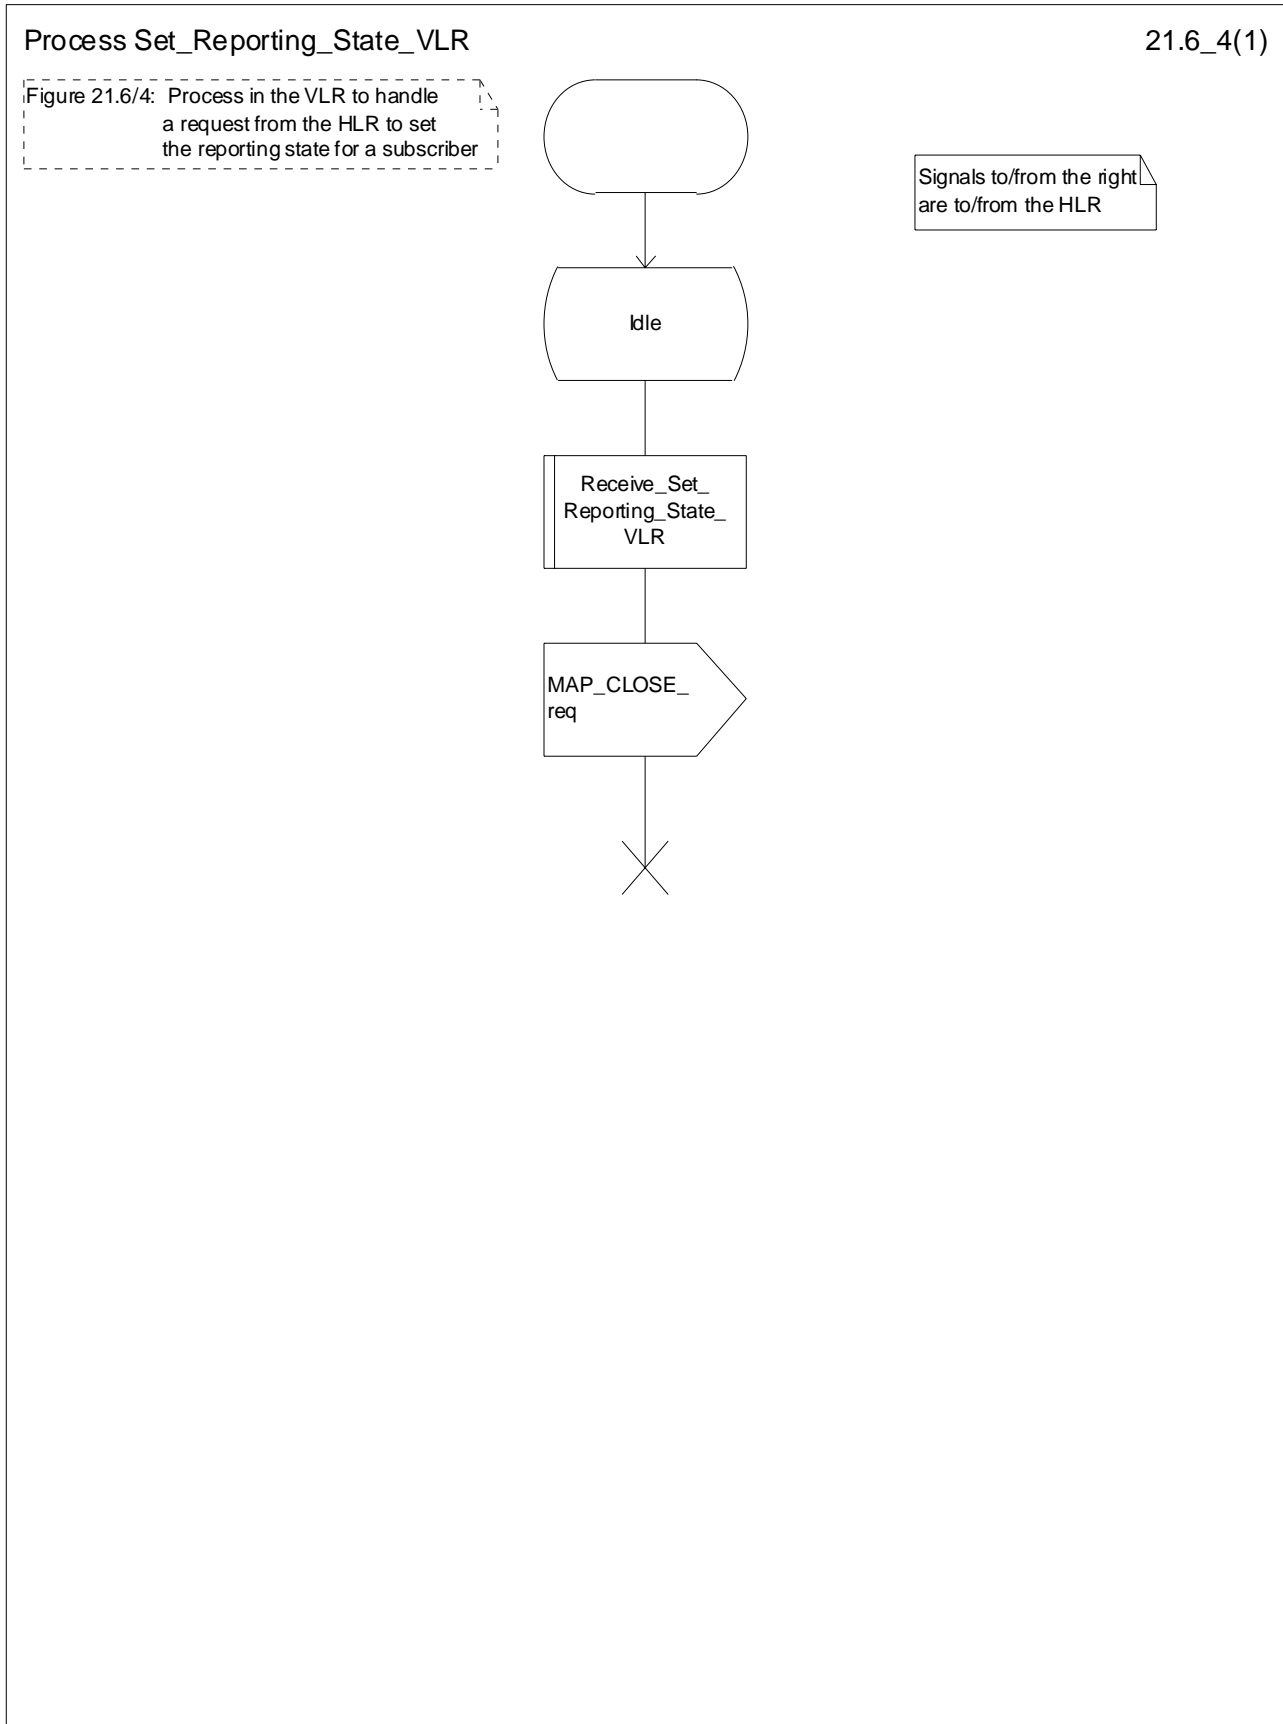 Process Set_Reporting_State_VLR
21.6_4(1)
Figure 21.6/4: Process in the VLR to handle
a request from the HLR to set
the reporting state for a subscriber
Signals to/from the right
are to/from the HLR
Idle
Receive_Set_
Reporting_State_
VLR
MAP_CLOSE_
req